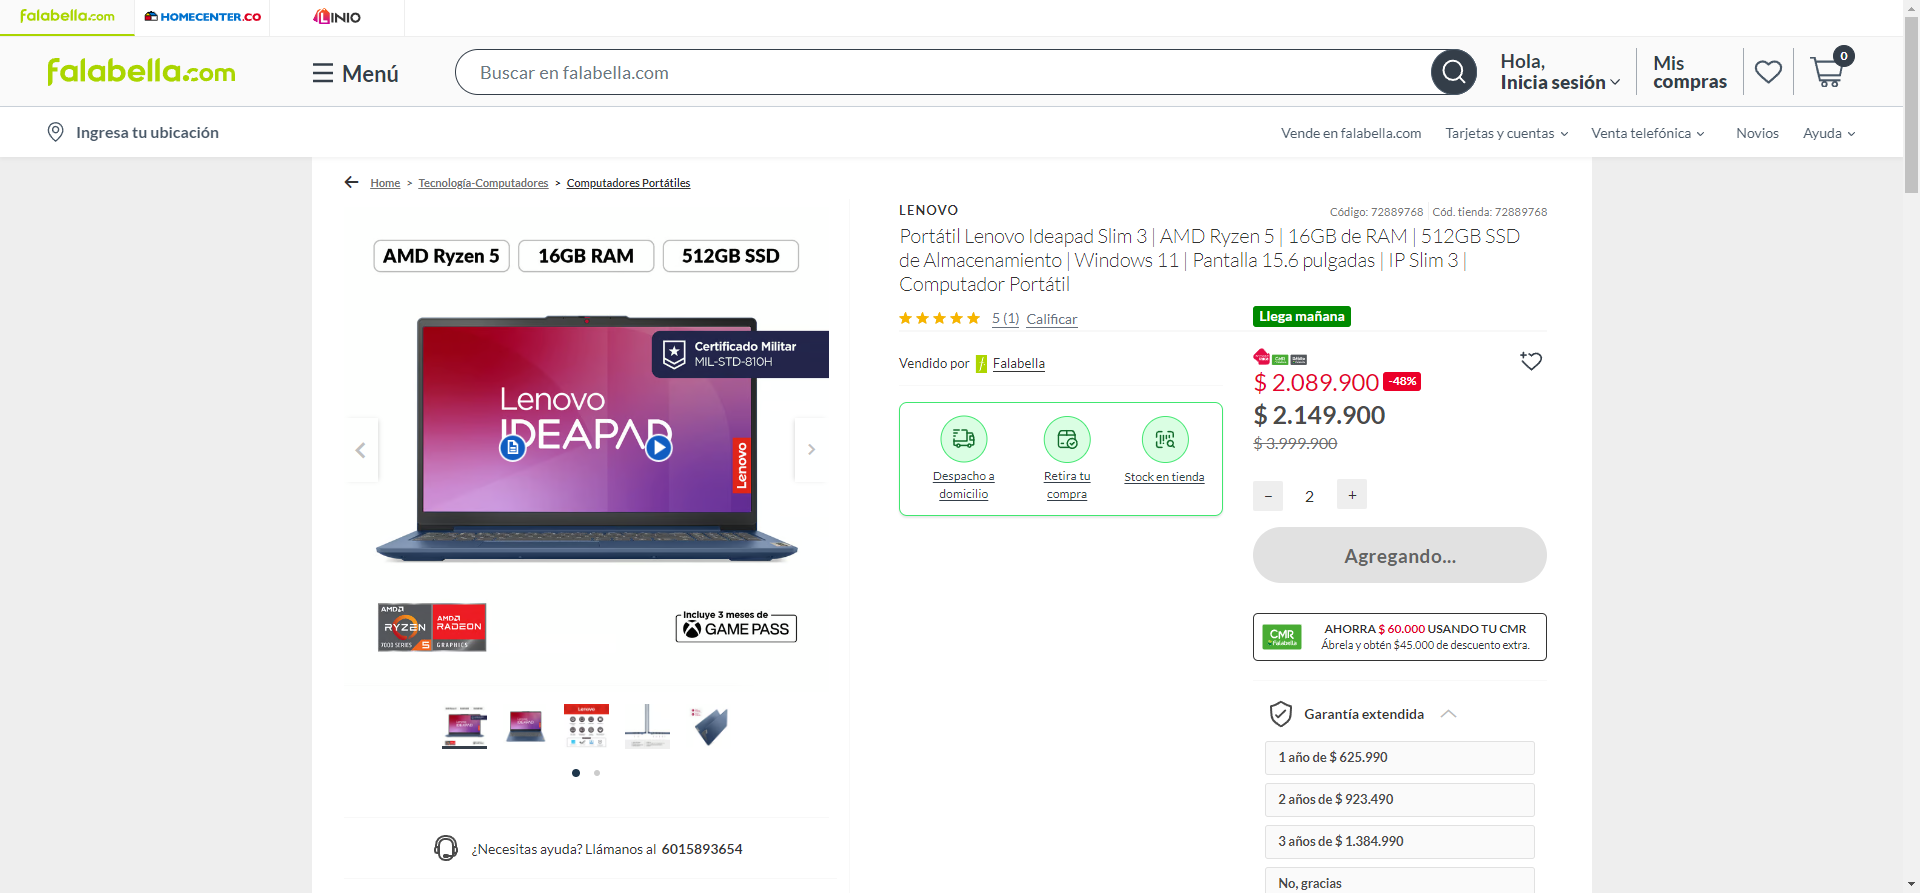 falabella.com
HOMECENTER.CO
LINIO
falabella.com
Menú
Buscar en falabella.com
Hola,
Inicia sesión
Mis
compras
0
Ingresa tu ubicación
Vende en falabella.com
Tarjetas y cuentas
Venta telefónica
Novios
Ayuda
Home > Tecnología-Computadores > Computadores Portátiles
AMD Ryzen 5
16GB RAM
512GB SSD
Certificado Militar
MIL-STD-810H
Lenovo
IDEAPAD
Lenovo
AMD
RYZEN
7000 SERIES 5
AMD
RADEON
GRAPHICS
Incluye 3 meses de
GAME PASS
¿Necesitas ayuda? Llámanos al 6015893654
LENOVO
Código: 72889768
Cód. tienda: 72889768
Portátil Lenovo Ideapad Slim 3 | AMD Ryzen 5 | 16GB de RAM | 512GB SSD
de Almacenamiento | Windows 11 | Pantalla 15.6 pulgadas | IP Slim 3 |
Computador Portátil
5 (1) Calificar
Llega mañana
Vendido por Falabella
Despacho a
domicilio
Retira tu
compra
Stock en tienda
$ 2.089.900 -48%
$ 2.149.900
$ 3.999.900
− 2 +
Agregando...
CMR
Falabella
AHORRA $ 60.000 USANDO TU CMR
Ábrela y obtén $45.000 de descuento extra.
Garantía extendida
1 año de $ 625.990
2 años de $ 923.490
3 años de $ 1.384.990
No, gracias